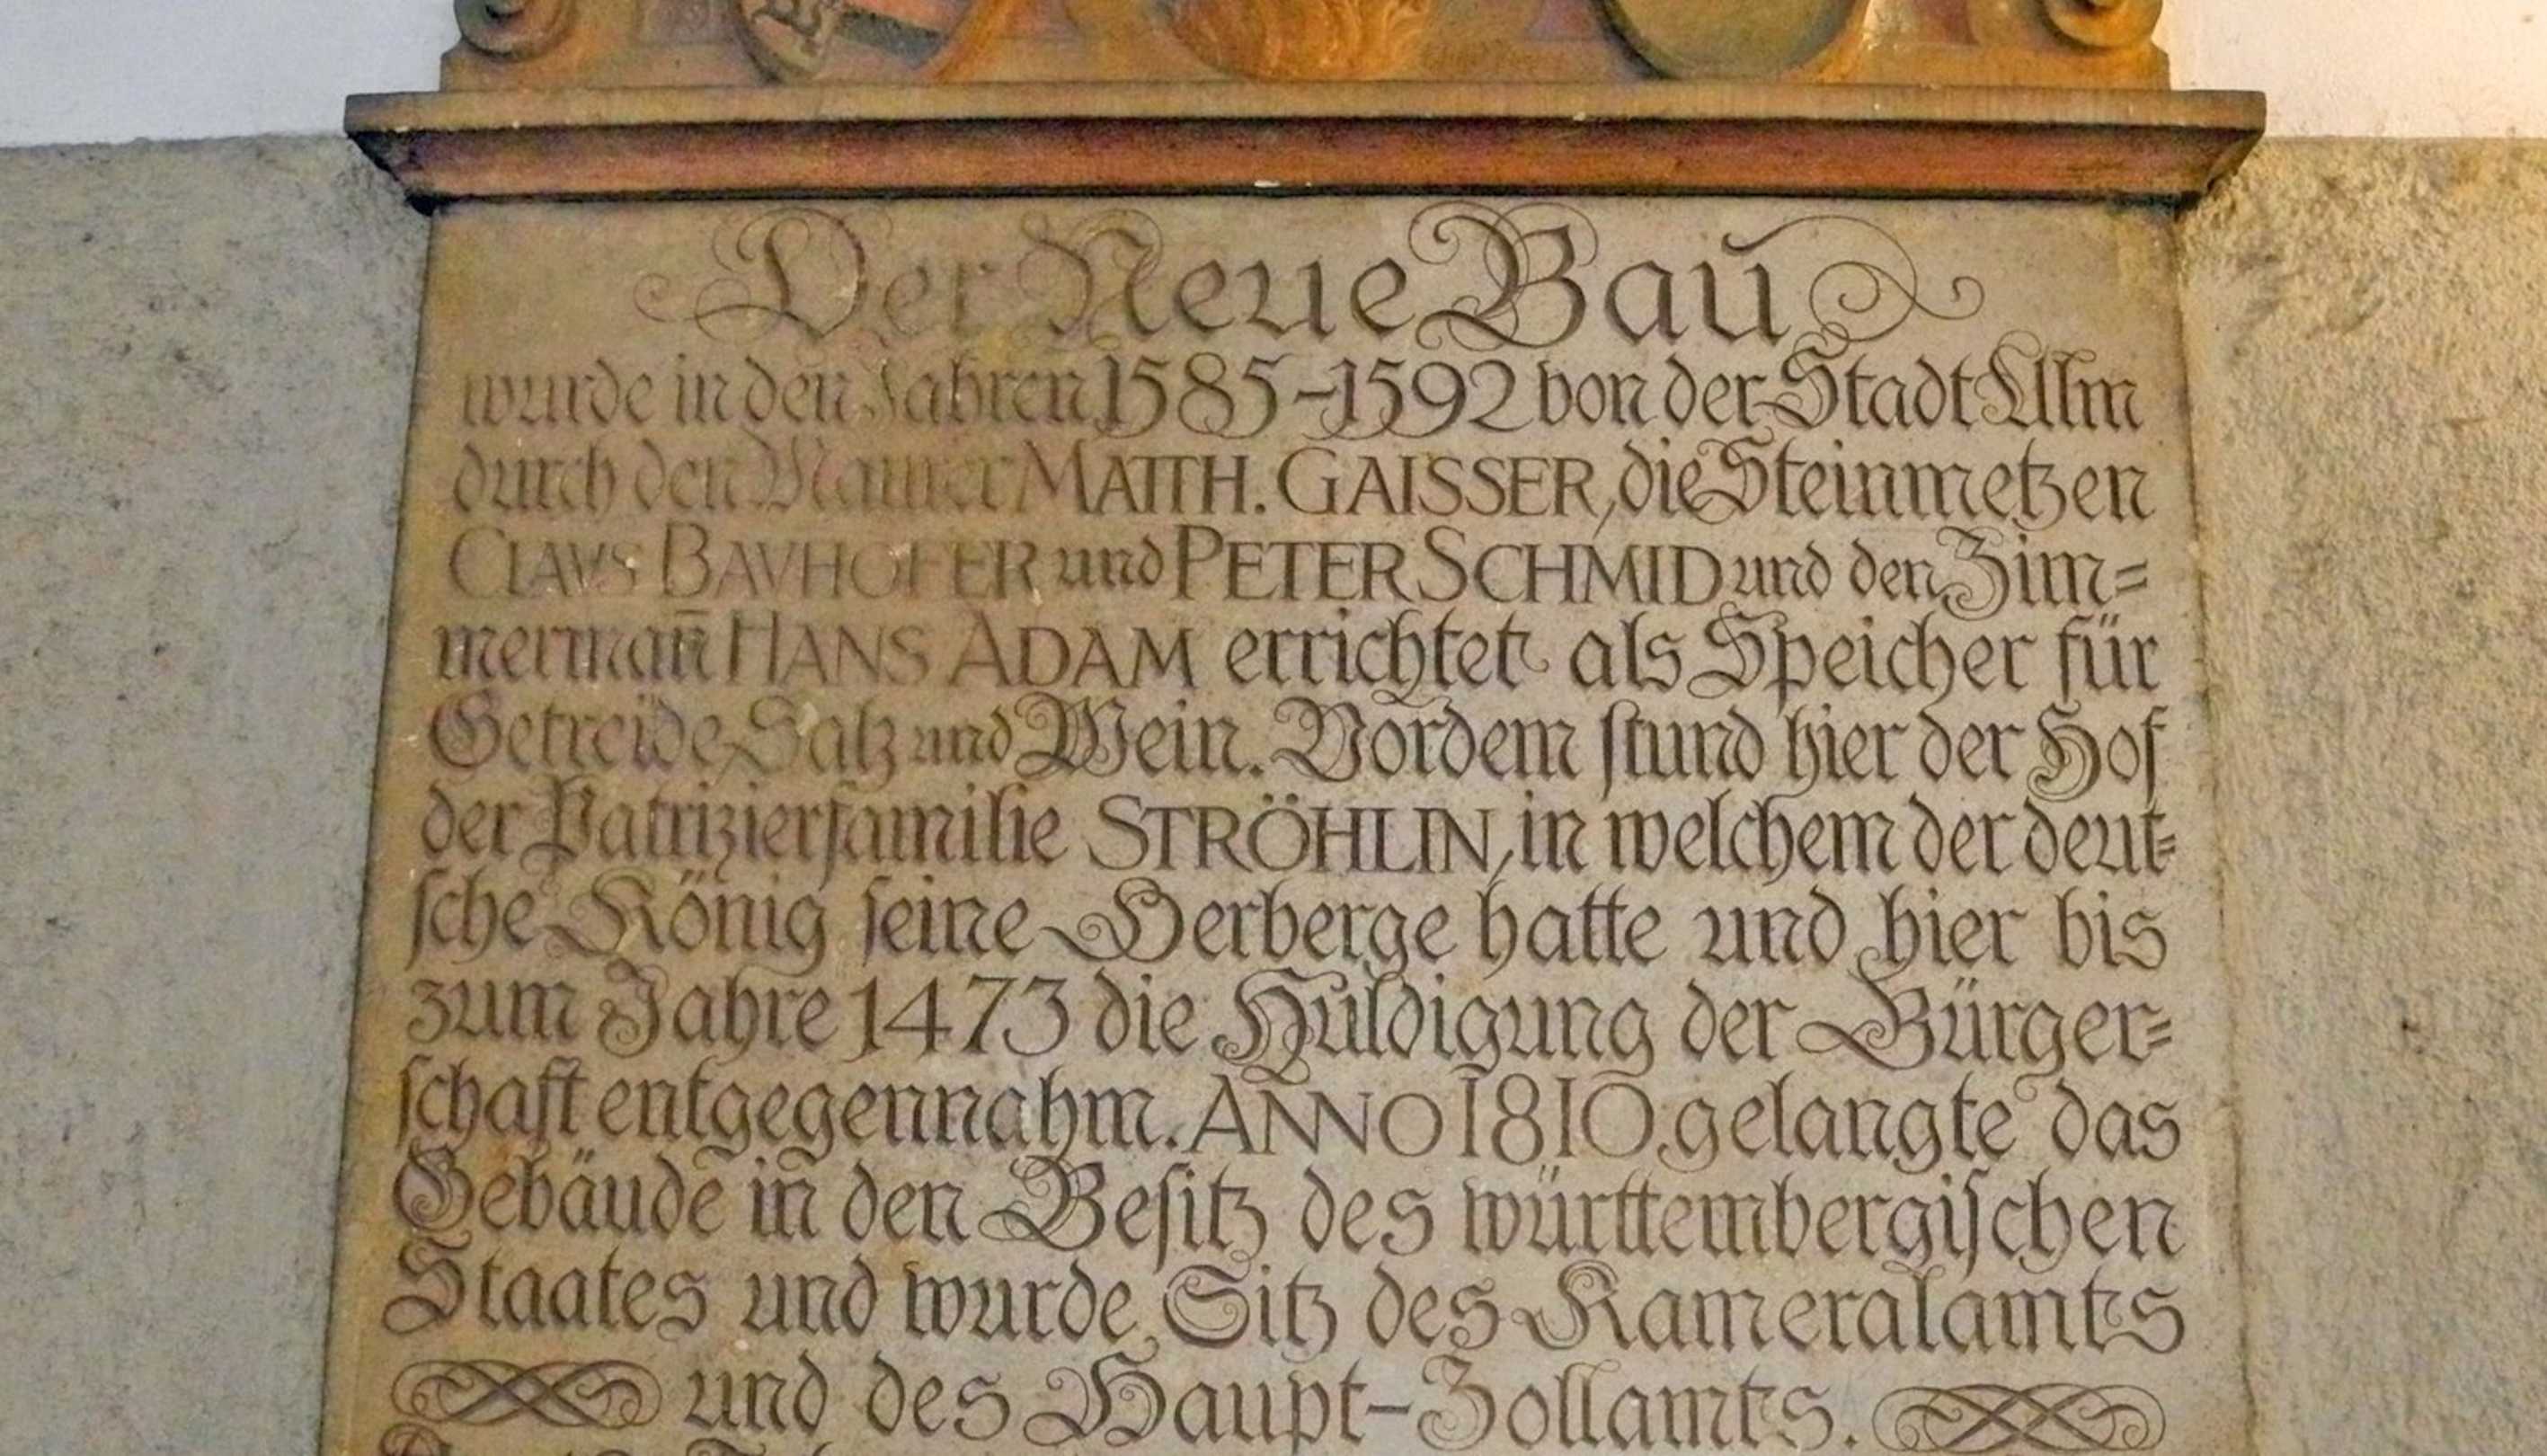 Der Neue Bau
wurde in den Jahren 1585-1592 von der Stadt Ulm
durch den Maurer MATTH. GAISSER, die Steinmetzen
CLAVS BAVHOFER und PETER SCHMID und den Zim=
merman̄ HANS ADAM errichtet als Speicher für
Getreide Salz und Wein. Vordem ſtund hier der Hof
der Patrizierfamilie STRÖHLIN, in welchem der deut=
ſche König ſeine Herberge hatte und hier bis
zum Jahre 1473 die Huldigung der Bürger=
ſchaft entgegennahm. ANNO 1810 gelangte das
Gebäude in den Beſitz des württembergiſchen
Staates und wurde Sitz des Kameralamts
und des Haupt-Zollamts.